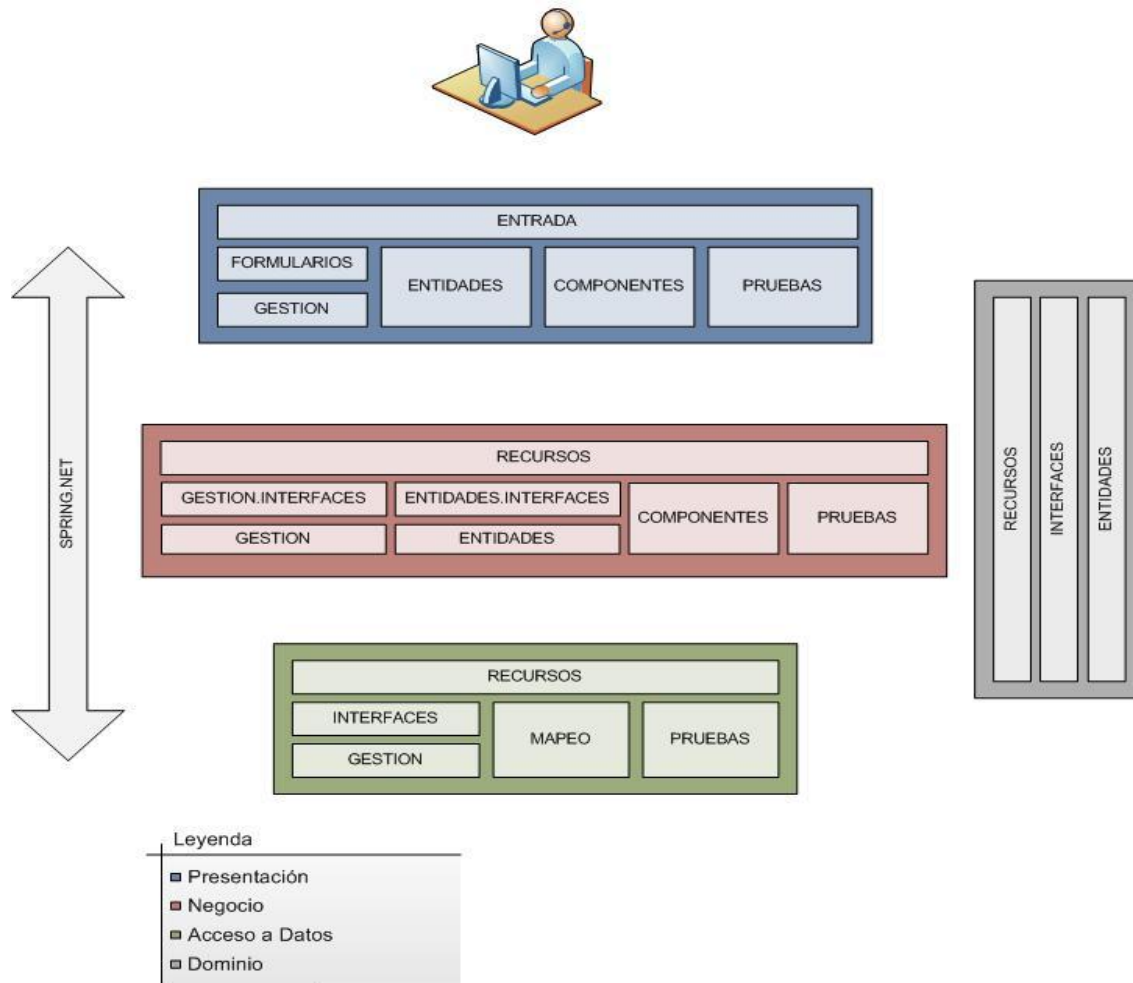 ENTRADA
FORMULARIOS
GESTION
ENTIDADES
COMPONENTES
PRUEBAS
SPRING.NET
RECURSOS
GESTION.INTERFACES
ENTIDADES.INTERFACES
GESTION
ENTIDADES
COMPONENTES
PRUEBAS
RECURSOS
INTERFACES
ENTIDADES
RECURSOS
INTERFACES
GESTION
MAPEO
PRUEBAS
Leyenda
Presentación
Negocio
Acceso a Datos
Dominio